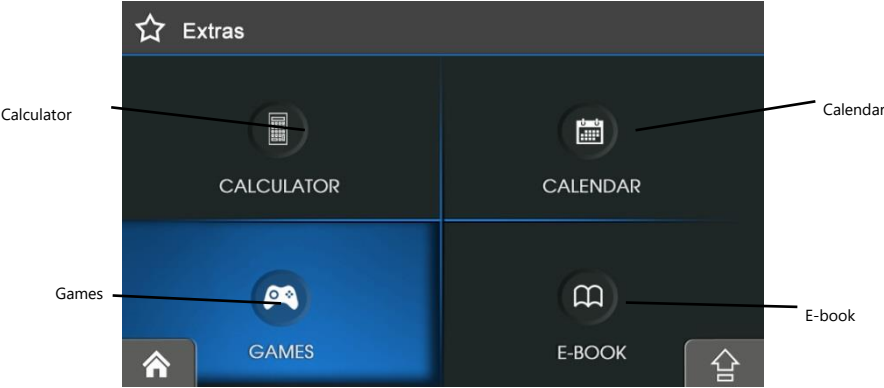 Extras
Calculator
Calendar
CALCULATOR
CALENDAR
Games
E-book
GAMES
E-BOOK